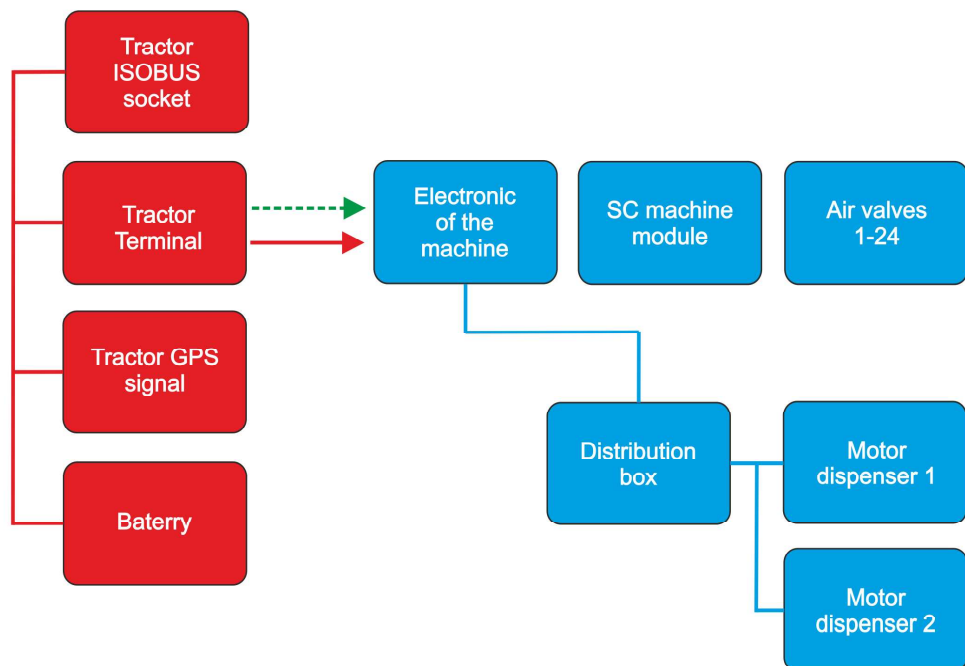 Tractor
ISOBUS
socket
Tractor
Terminal
Tractor GPS
signal
Baterry
Electronic
of the
machine
SC machine
module
Air valves
1-24
Distribution
box
Motor
dispenser 1
Motor
dispenser 2